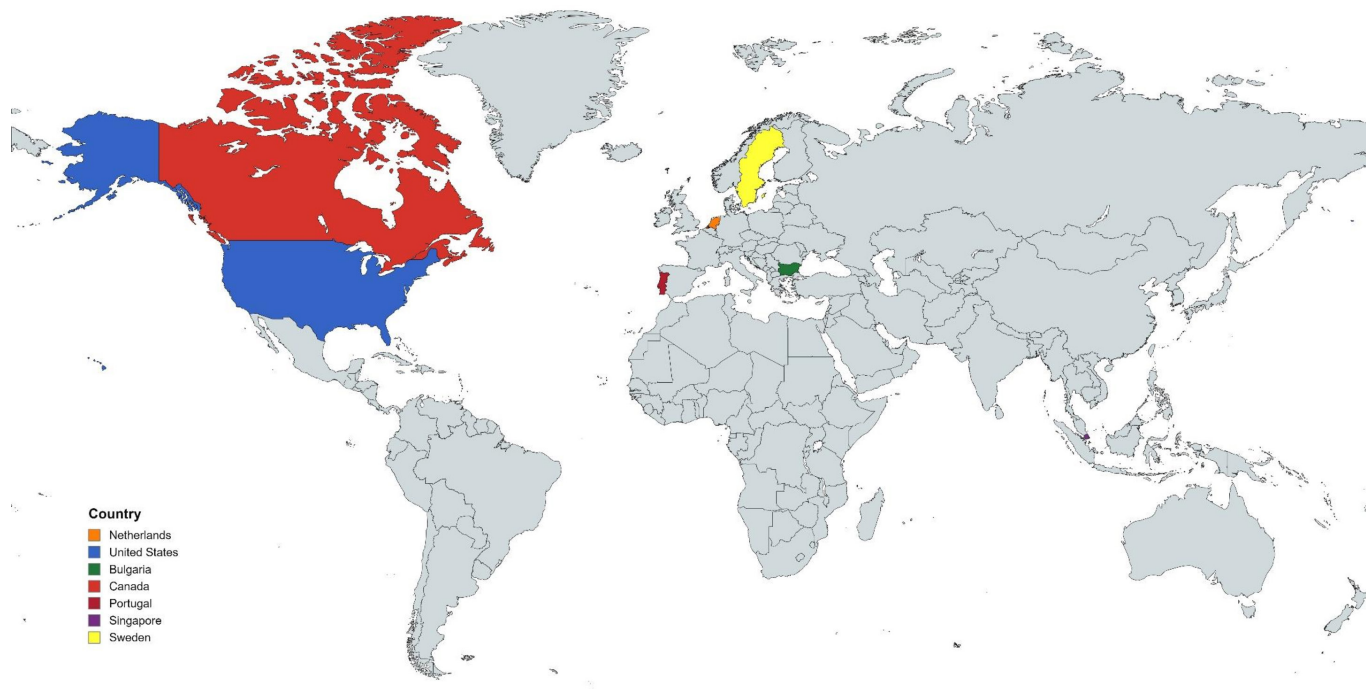 Country
Netherlands
United States
Bulgaria
Canada
Portugal
Singapore
Sweden